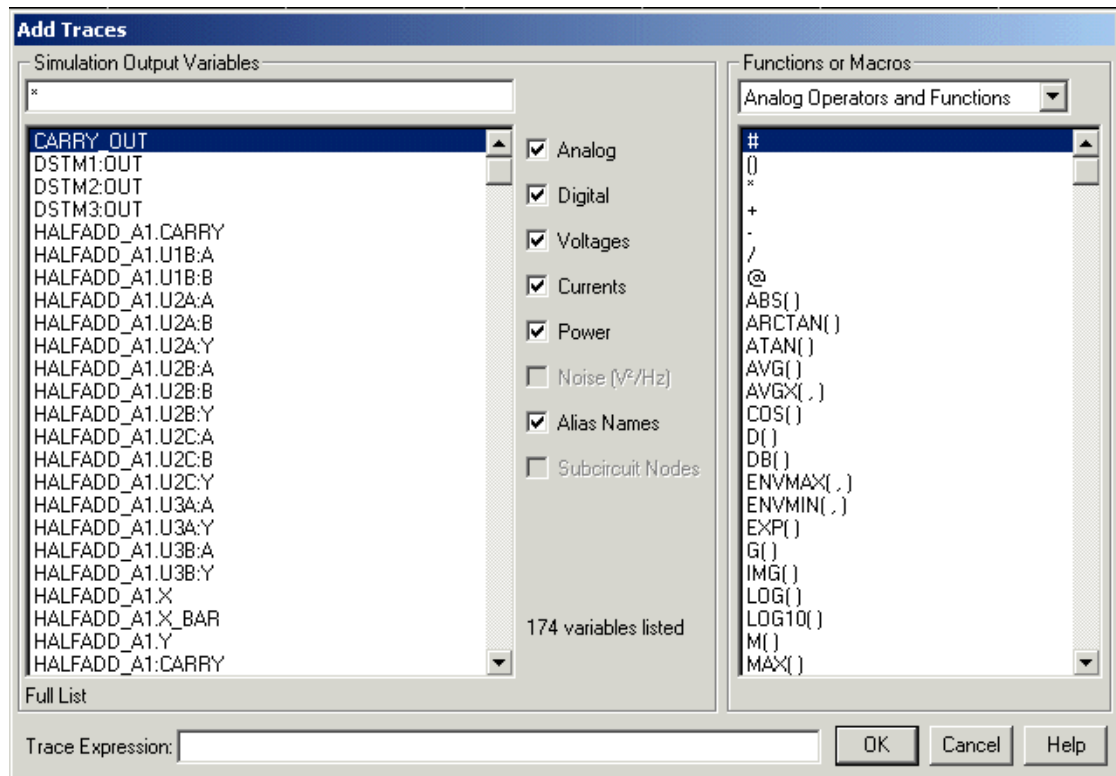 Add Traces
Simulation Output Variables
*
CARRY_OUT
DSTM1:OUT
DSTM2:OUT
DSTM3:OUT
HALFADD_A1.CARRY
HALFADD_A1.U1B:A
HALFADD_A1.U1B:B
HALFADD_A1.U2A:A
HALFADD_A1.U2A:B
HALFADD_A1.U2A:Y
HALFADD_A1.U2B:A
HALFADD_A1.U2B:B
HALFADD_A1.U2B:Y
HALFADD_A1.U2C:A
HALFADD_A1.U2C:B
HALFADD_A1.U2C:Y
HALFADD_A1.U3A:A
HALFADD_A1.U3A:Y
HALFADD_A1.U3B:A
HALFADD_A1.U3B:Y
HALFADD_A1.X
HALFADD_A1.X_BAR
HALFADD_A1.Y
HALFADD_A1:CARRY
Full List
Analog
Digital
Voltages
Currents
Power
Noise (V²/Hz)
Alias Names
Subcircuit Nodes
174 variables listed
Functions or Macros
Analog Operators and Functions
#
()
*
+
-
/
@
ABS( )
ARCTAN( )
ATAN( )
AVG( )
AVGX( , )
COS( )
D( )
DB( )
ENVMAX( , )
ENVMIN( , )
EXP( )
G( )
IMG( )
LOG( )
LOG10( )
M( )
MAX( )
Trace Expression:
OK
Cancel
Help